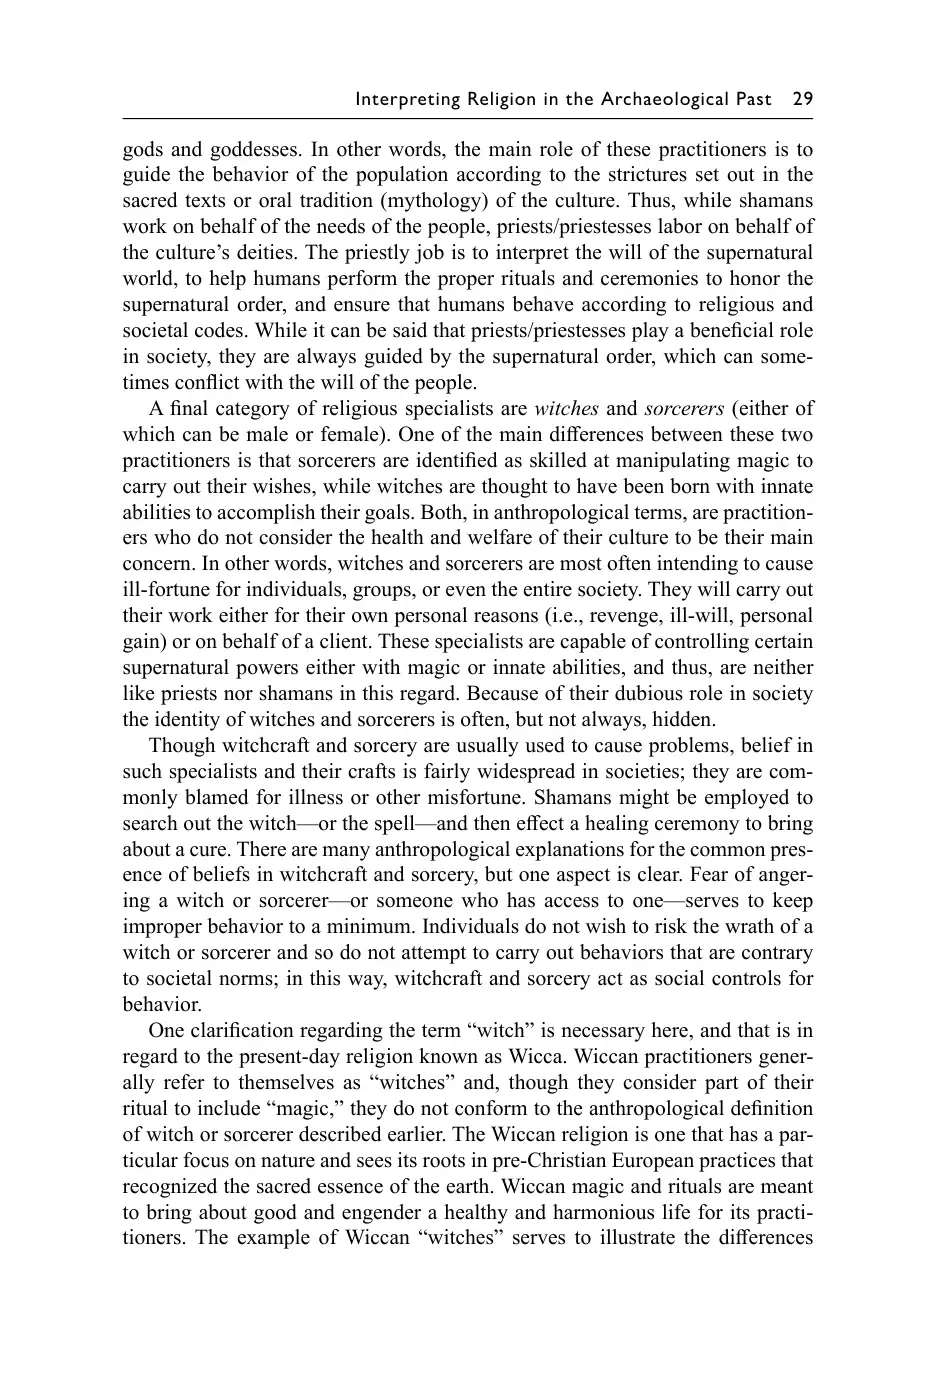 Interpreting Religion in the Archaeological Past 29
gods and goddesses. In other words, the main role of these practitioners is to
guide the behavior of the population according to the strictures set out in the
sacred texts or oral tradition (mythology) of the culture. Thus, while shamans
work on behalf of the needs of the people, priests/priestesses labor on behalf of
the culture’s deities. The priestly job is to interpret the will of the supernatural
world, to help humans perform the proper rituals and ceremonies to honor the
supernatural order, and ensure that humans behave according to religious and
societal codes. While it can be said that priests/priestesses play a beneficial role
in society, they are always guided by the supernatural order, which can some-
times conflict with the will of the people.
A final category of religious specialists are witches and sorcerers (either of
which can be male or female). One of the main differences between these two
practitioners is that sorcerers are identified as skilled at manipulating magic to
carry out their wishes, while witches are thought to have been born with innate
abilities to accomplish their goals. Both, in anthropological terms, are practition-
ers who do not consider the health and welfare of their culture to be their main
concern. In other words, witches and sorcerers are most often intending to cause
ill-fortune for individuals, groups, or even the entire society. They will carry out
their work either for their own personal reasons (i.e., revenge, ill-will, personal
gain) or on behalf of a client. These specialists are capable of controlling certain
supernatural powers either with magic or innate abilities, and thus, are neither
like priests nor shamans in this regard. Because of their dubious role in society
the identity of witches and sorcerers is often, but not always, hidden.
Though witchcraft and sorcery are usually used to cause problems, belief in
such specialists and their crafts is fairly widespread in societies; they are com-
monly blamed for illness or other misfortune. Shamans might be employed to
search out the witch—or the spell—and then effect a healing ceremony to bring
about a cure. There are many anthropological explanations for the common pres-
ence of beliefs in witchcraft and sorcery, but one aspect is clear. Fear of anger-
ing a witch or sorcerer—or someone who has access to one—serves to keep
improper behavior to a minimum. Individuals do not wish to risk the wrath of a
witch or sorcerer and so do not attempt to carry out behaviors that are contrary
to societal norms; in this way, witchcraft and sorcery act as social controls for
behavior.
One clarification regarding the term “witch” is necessary here, and that is in
regard to the present-day religion known as Wicca. Wiccan practitioners gener-
ally refer to themselves as “witches” and, though they consider part of their
ritual to include “magic,” they do not conform to the anthropological definition
of witch or sorcerer described earlier. The Wiccan religion is one that has a par-
ticular focus on nature and sees its roots in pre-Christian European practices that
recognized the sacred essence of the earth. Wiccan magic and rituals are meant
to bring about good and engender a healthy and harmonious life for its practi-
tioners. The example of Wiccan “witches” serves to illustrate the differences